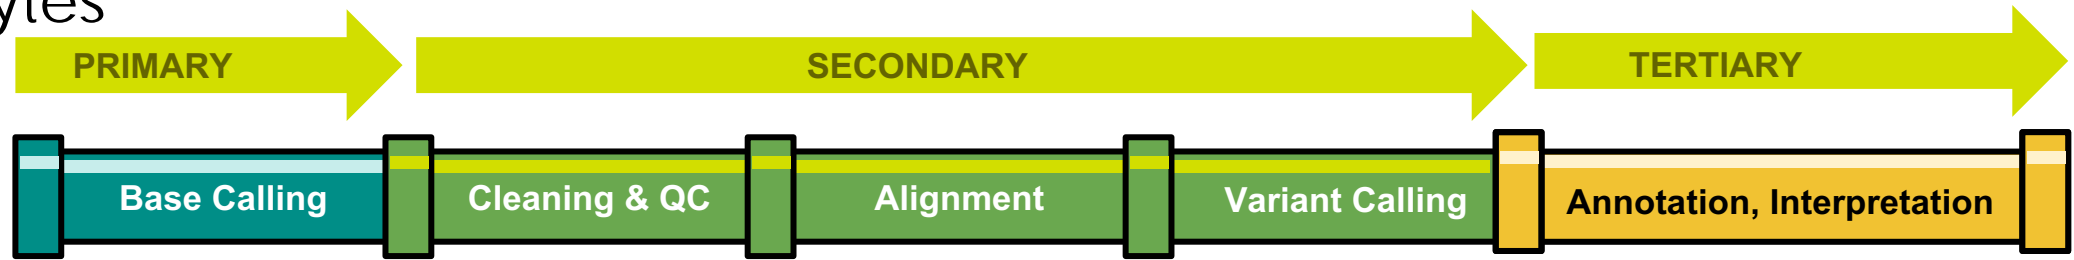 PRIMARY SECONDARY TERTIARY
Base Calling Cleaning & QC Alignment Variant Calling Annotation, Interpretation